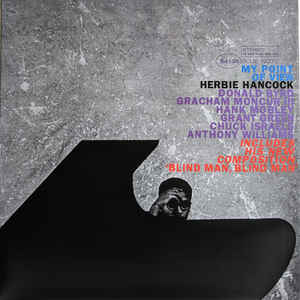 MY POINT
OF VIEW
HERBIE HANCOCK
DONALD BYRD
GRACHAN MONCUR III
HANK MOBLEY
GRANT GREEN
CHUCK ISRAELS
ANTHONY WILLIAMS
INCLUDES
HIS NEW
COMPOSITION
BLIND MAN, BLIND MAN